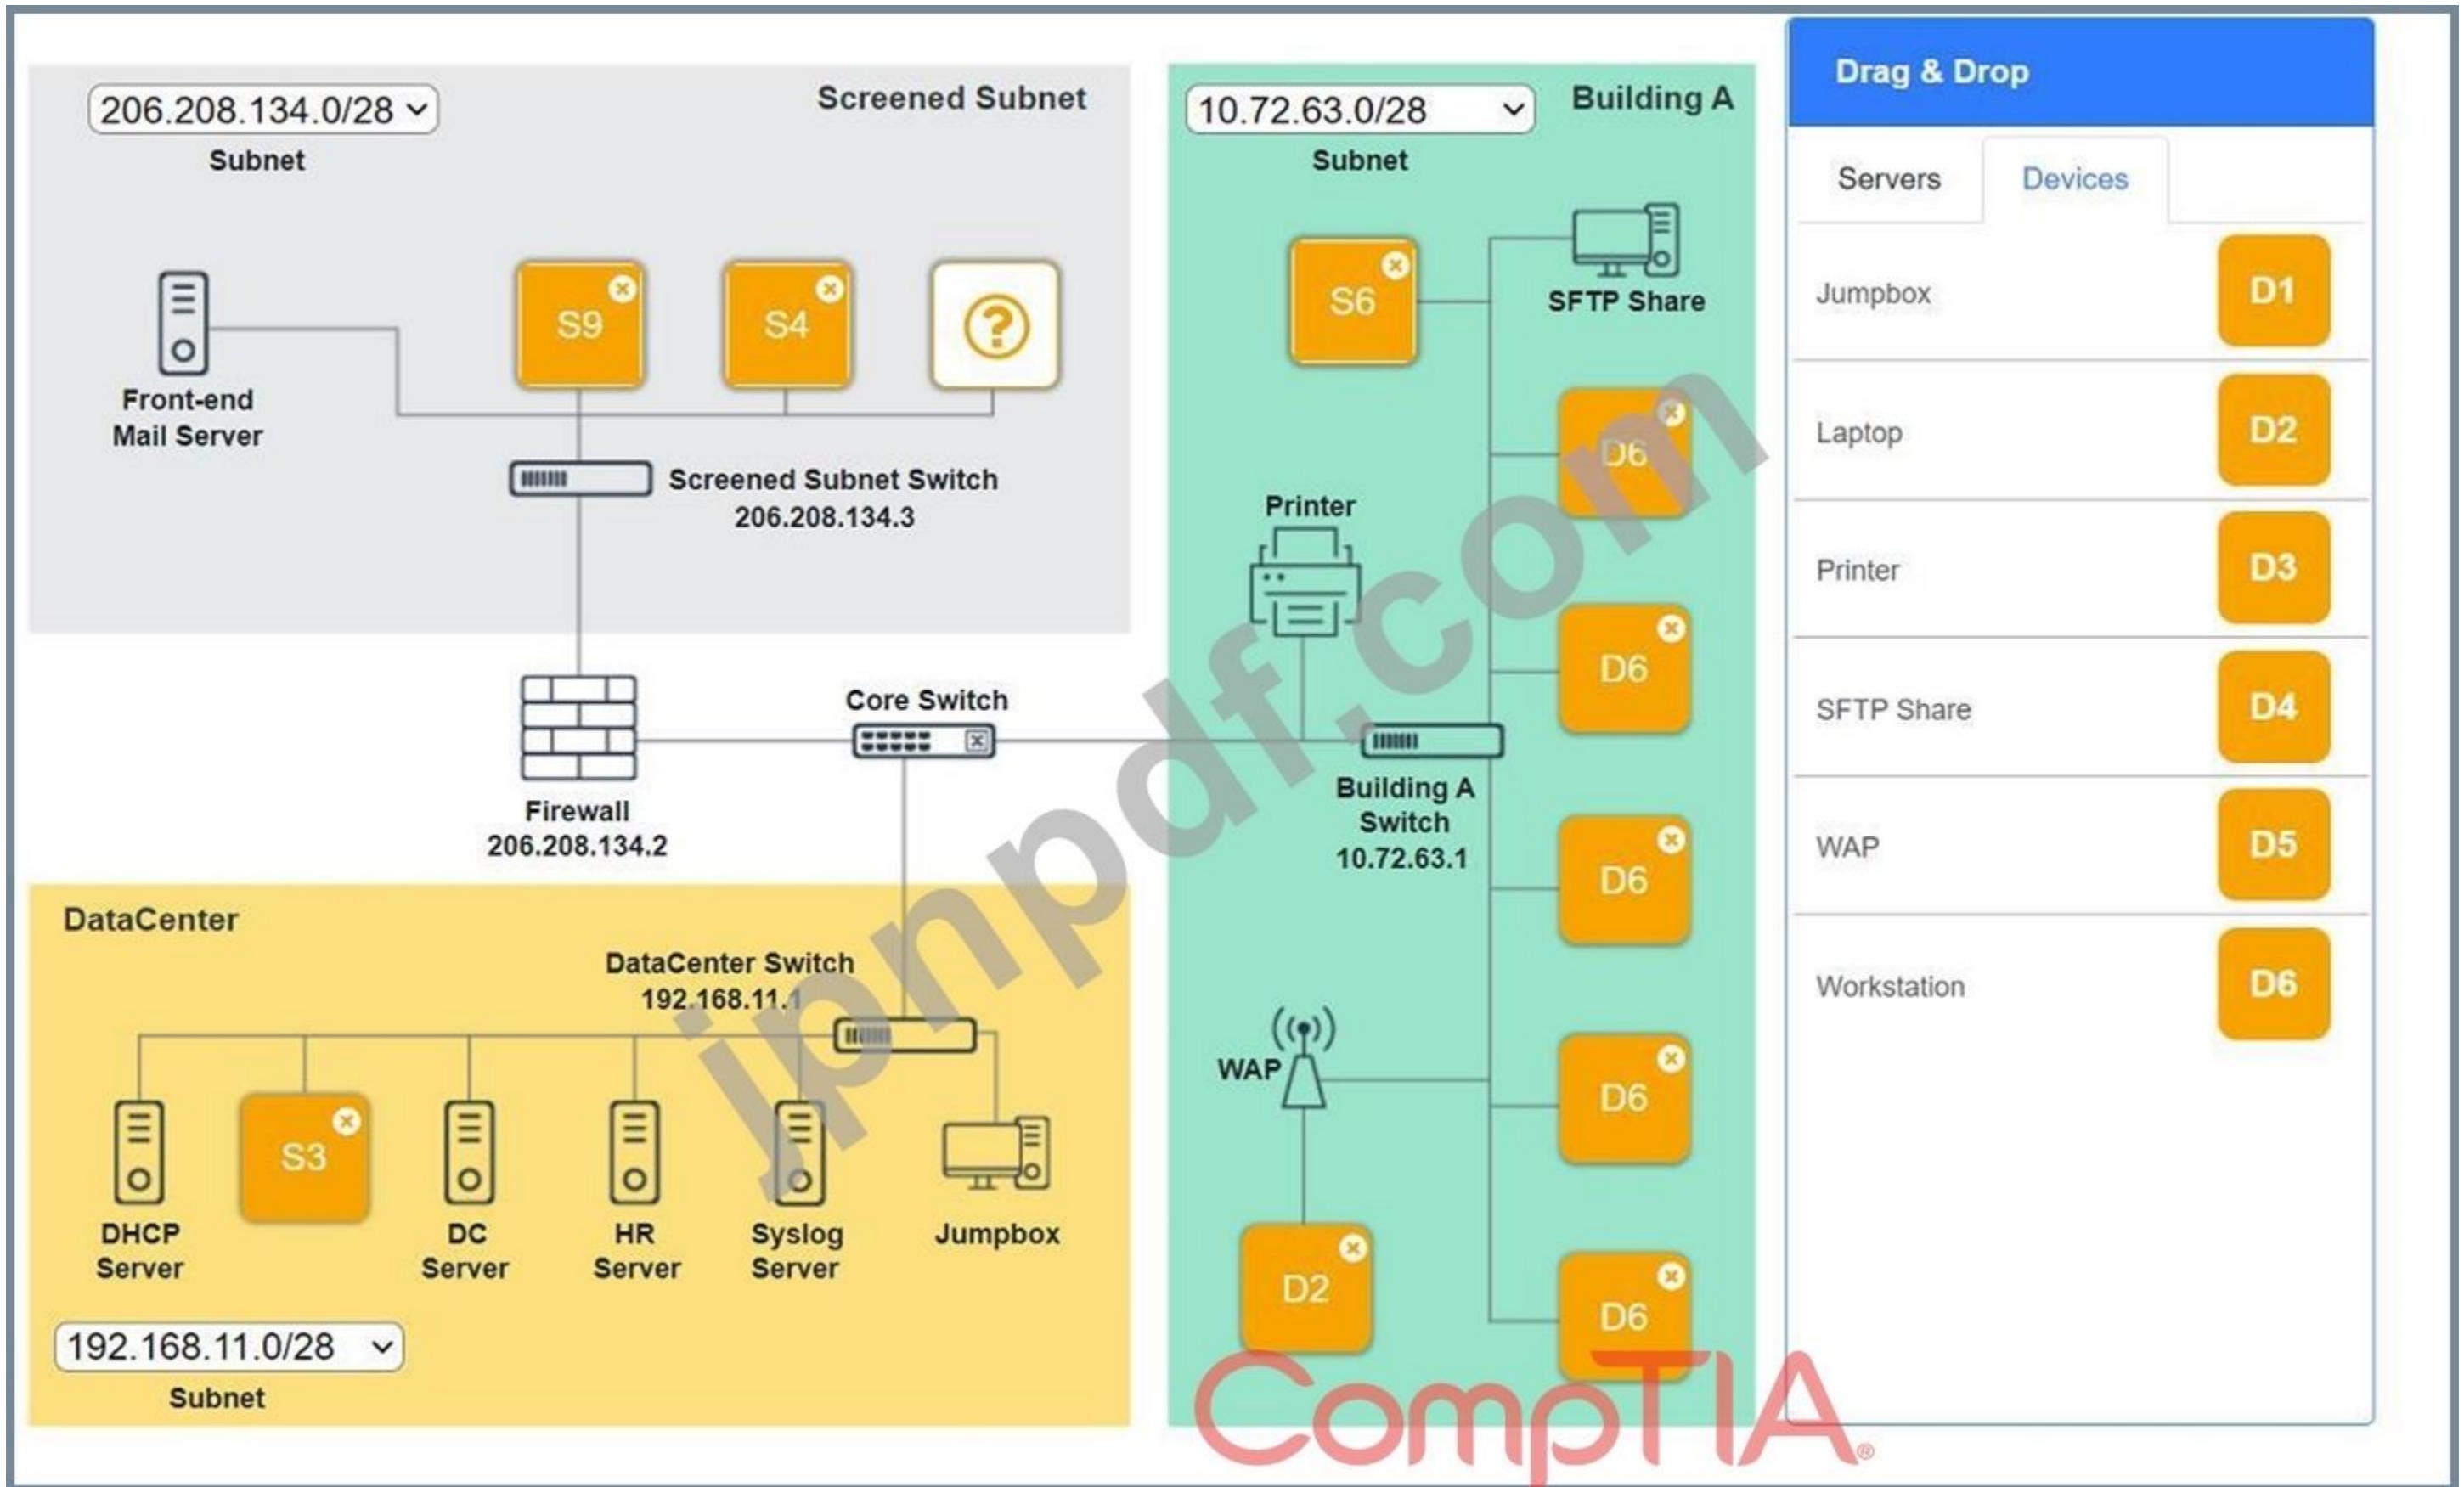 206.208.134.0/28
Subnet
Screened Subnet
Front-end
Mail Server
S9
S4
?
Screened Subnet Switch
206.208.134.3
Firewall
206.208.134.2
Core Switch
DataCenter
DataCenter Switch
192.168.11.1
DHCP
Server
S3
DC
Server
HR
Server
Syslog
Server
Jumpbox
192.168.11.0/28
Subnet
10.72.63.0/28
Building A
Subnet
S6
SFTP Share
D6
Printer
D6
Building A
Switch
10.72.63.1
D6
WAP
D6
D2
D6
Drag & Drop
Servers
Devices
Jumpbox D1
Laptop D2
Printer D3
SFTP Share D4
WAP D5
Workstation D6
jpnpdf.com
CompTIA®